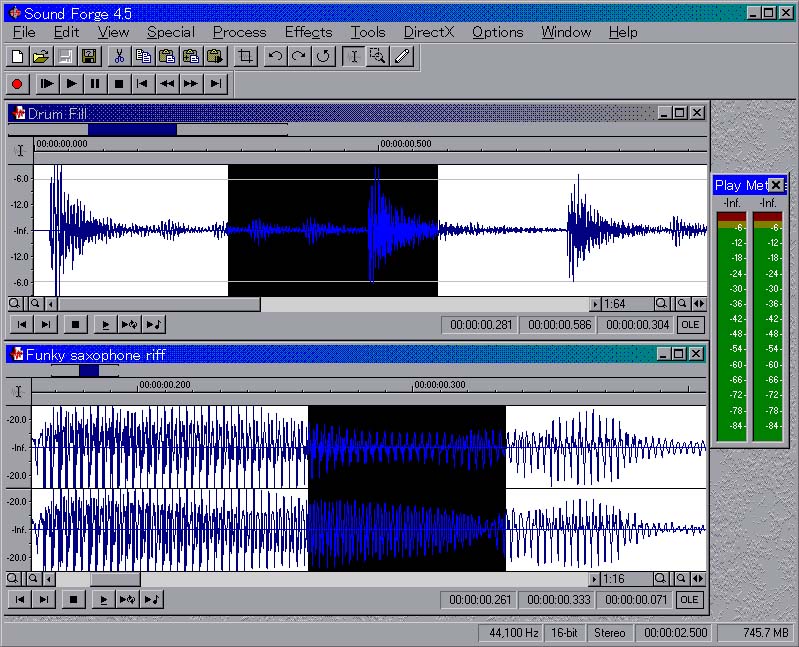 Sound Forge 4.5
File Edit View Special Process Effects Tools DirectX Options Window Help
Drum Fill
00:00:00.000 00:00:00.500
-6.0
-12.0
-Inf.
-12.0
-6.0
1:64
00:00:00.281 00:00:00.586 00:00:00.304 OLE
Funky saxophone riff
00:00:00.200 00:00:00.300
-20.0
-Inf.
-20.0
-20.0
-Inf.
-20.0
1:16
00:00:00.261 00:00:00.333 00:00:00.071 OLE
Play Met
-Inf. -Inf.
-6- -6-
-12- -12-
-18- -18-
-24- -24-
-30- -30-
-36- -36-
-42- -42-
-48- -48-
-54- -54-
-60- -60-
-66- -66-
-72- -72-
-78- -78-
-84- -84-
44,100 Hz 16-bit Stereo 00:00:02.500 745.7 MB